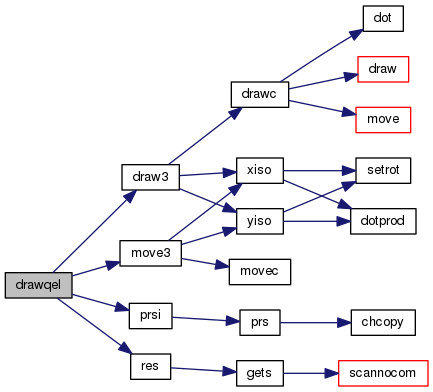 dot
draw
drawc
move
draw3
xiso
setrot
yiso
dotprod
move3
movec
drawqel
prsi
prs
chcopy
res
gets
scannocom